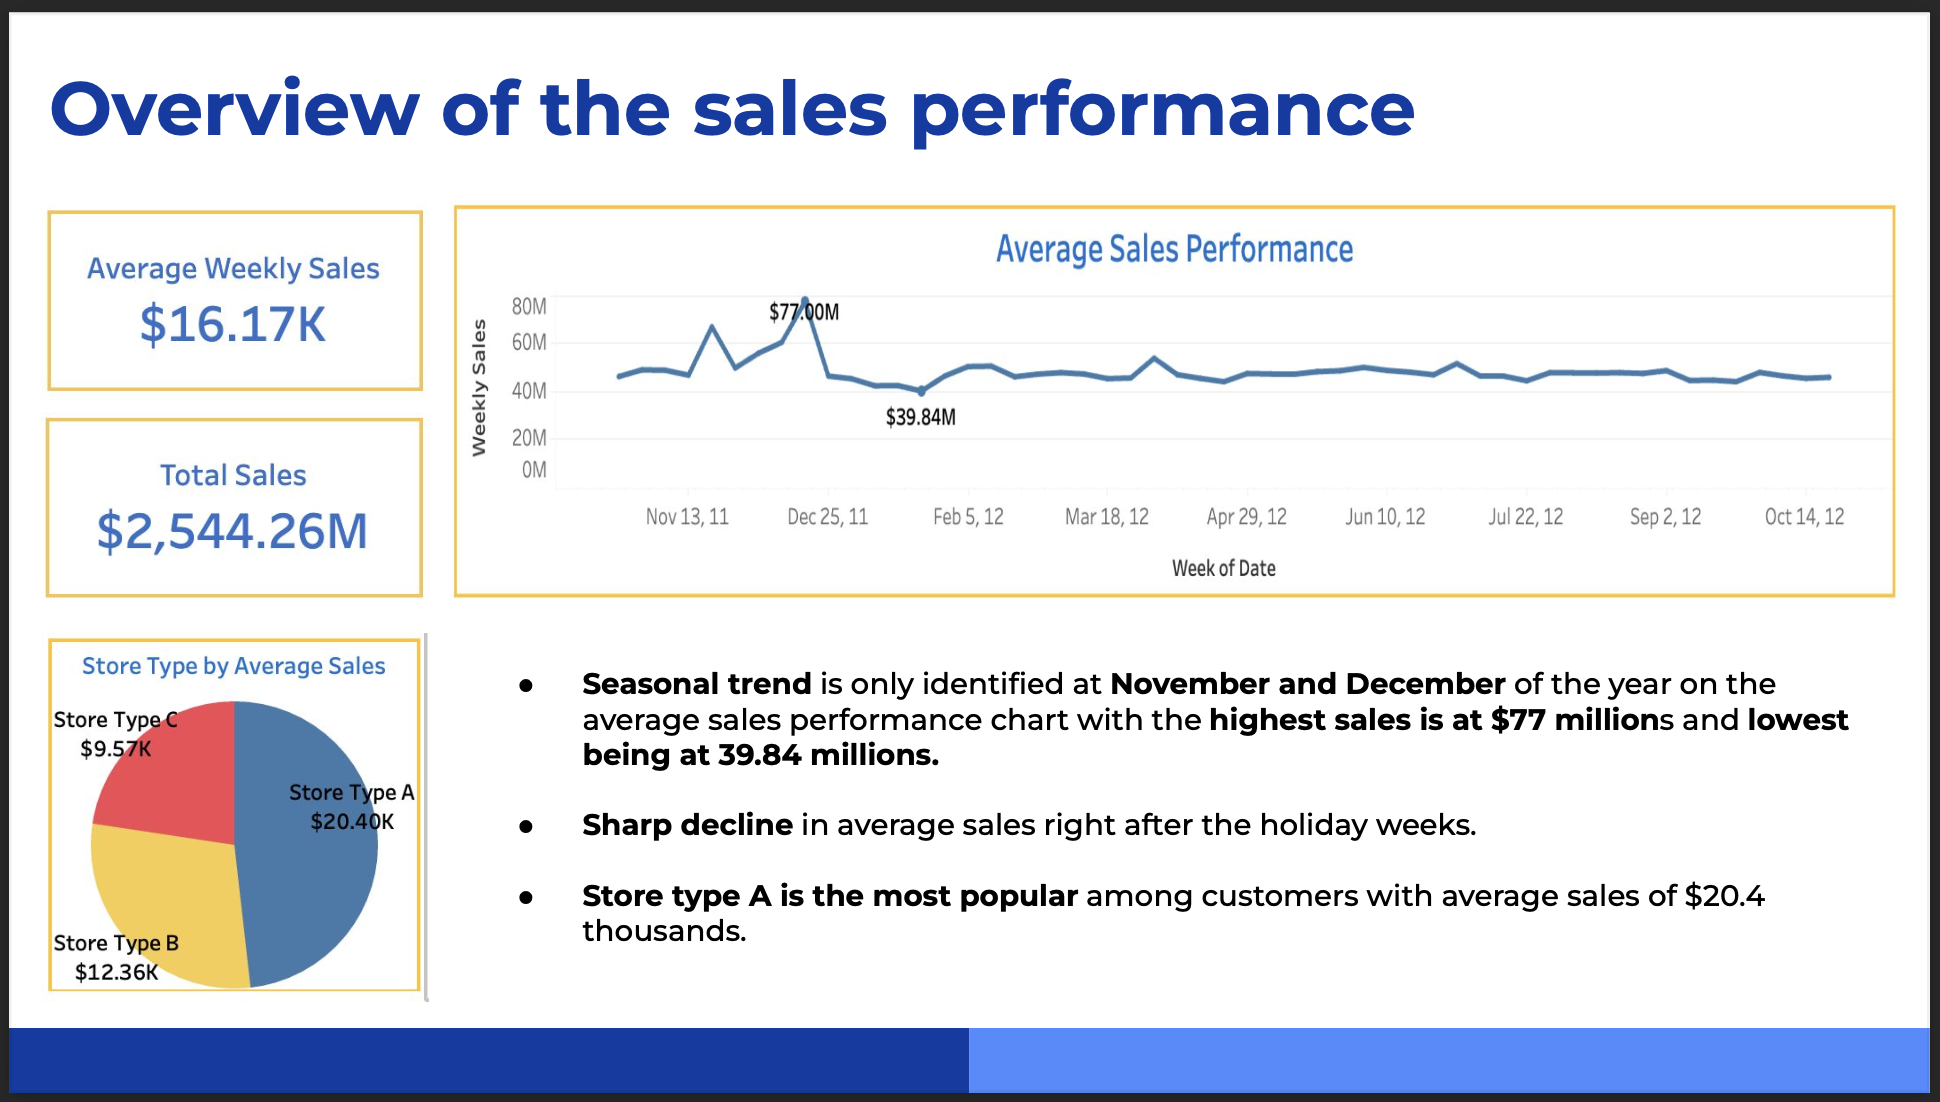 Overview of the sales performance
Average Weekly Sales
$16.17K
Total Sales
$2,544.26M
Average Sales Performance
Weekly Sales
80M
60M
40M
20M
0M
$77.00M
$39.84M
Nov 13, 11
Dec 25, 11
Feb 5, 12
Mar 18, 12
Apr 29, 12
Jun 10, 12
Jul 22, 12
Sep 2, 12
Oct 14, 12
Week of Date
Store Type by Average Sales
Store Type C
$9.57K
Store Type A
$20.40K
Store Type B
$12.36K
● Seasonal trend is only identified at November and December of the year on the
average sales performance chart with the highest sales is at $77 millions and lowest
being at 39.84 millions.
● Sharp decline in average sales right after the holiday weeks.
● Store type A is the most popular among customers with average sales of $20.4
thousands.